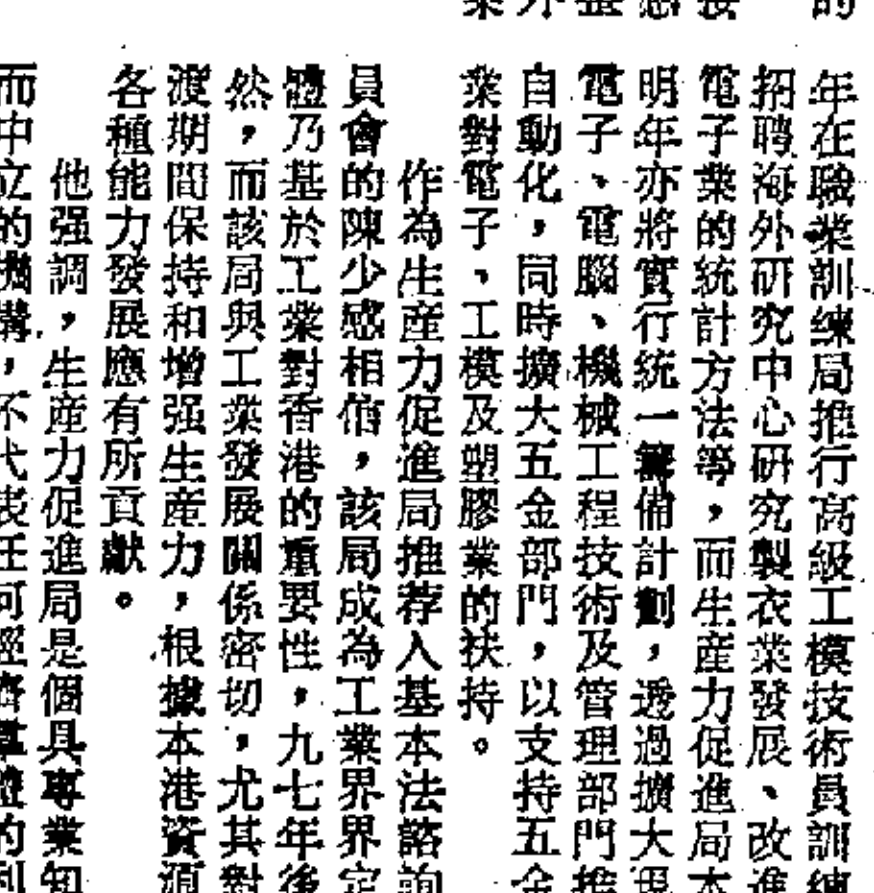 的
年在職業訓練局推行高級工模技術員訓練
招聘海外研究中心研究製衣業發展、改進
電子業的統計方法等，而生產力促進局本
明年亦將實行統一籌備計劃，透過擴大電
電子、電腦、機械工程技術及管理部門推
自動化，同時擴大五金部門，以支持五金
業對電子、工模及塑膠業的扶持。
作為生產力促進局推荐入基本法諮詢
員會的陳少感相信，該局成為工業界界定
體乃基於工業對香港的重要性，九七年後
然，而該局與工業發展關係密切，尤其對
渡期間保持和增强生產力，根據本港資源
各種能力發展應有所貢獻。
他强調，生產力促進局是個具專業知
而中立的機構，不代表任何經濟羣體的利